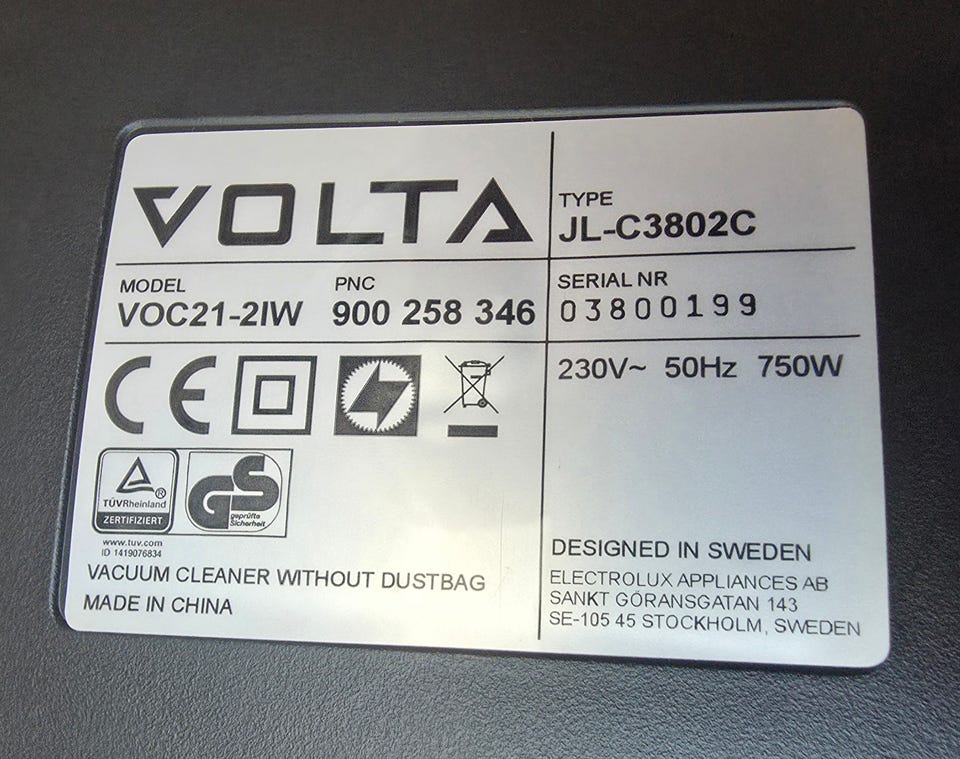 VOLTA
TYPE
JL-C3802C
MODEL
VOC21-2IW
PNC
900 258 346
SERIAL NR
03800199
CE
230V~ 50Hz 750W
TÜVRheinland
®
ZERTIFIZIERT
GS
geprüfte
Sicherheit
www.tuv.com
ID 1419076834
VACUUM CLEANER WITHOUT DUSTBAG
MADE IN CHINA
DESIGNED IN SWEDEN
ELECTROLUX APPLIANCES AB
SANKT GÖRANSGATAN 143
SE-105 45 STOCKHOLM, SWEDEN